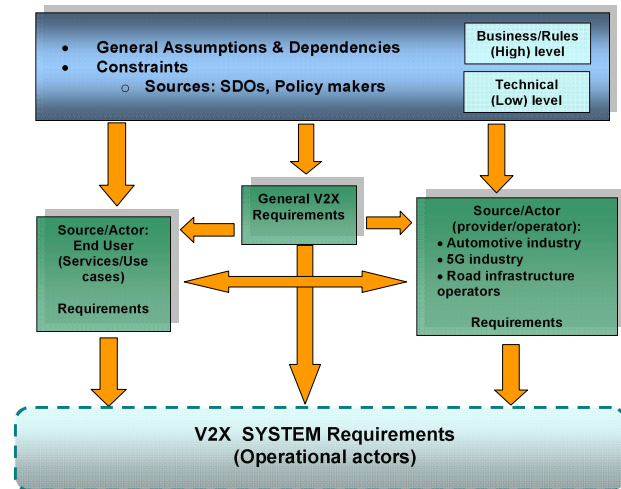 • General Assumptions & Dependencies
• Constraints
o Sources: SDOs, Policy makers
Business/Rules
(High) level
Technical
(Low) level
General V2X
Requirements
Source/Actor:
End User
(Services/Use
cases)
Requirements
Source/Actor
(provider/operator):
• Automotive industry
• 5G industry
• Road infrastructure
operators
Requirements
V2X SYSTEM Requirements
(Operational actors)